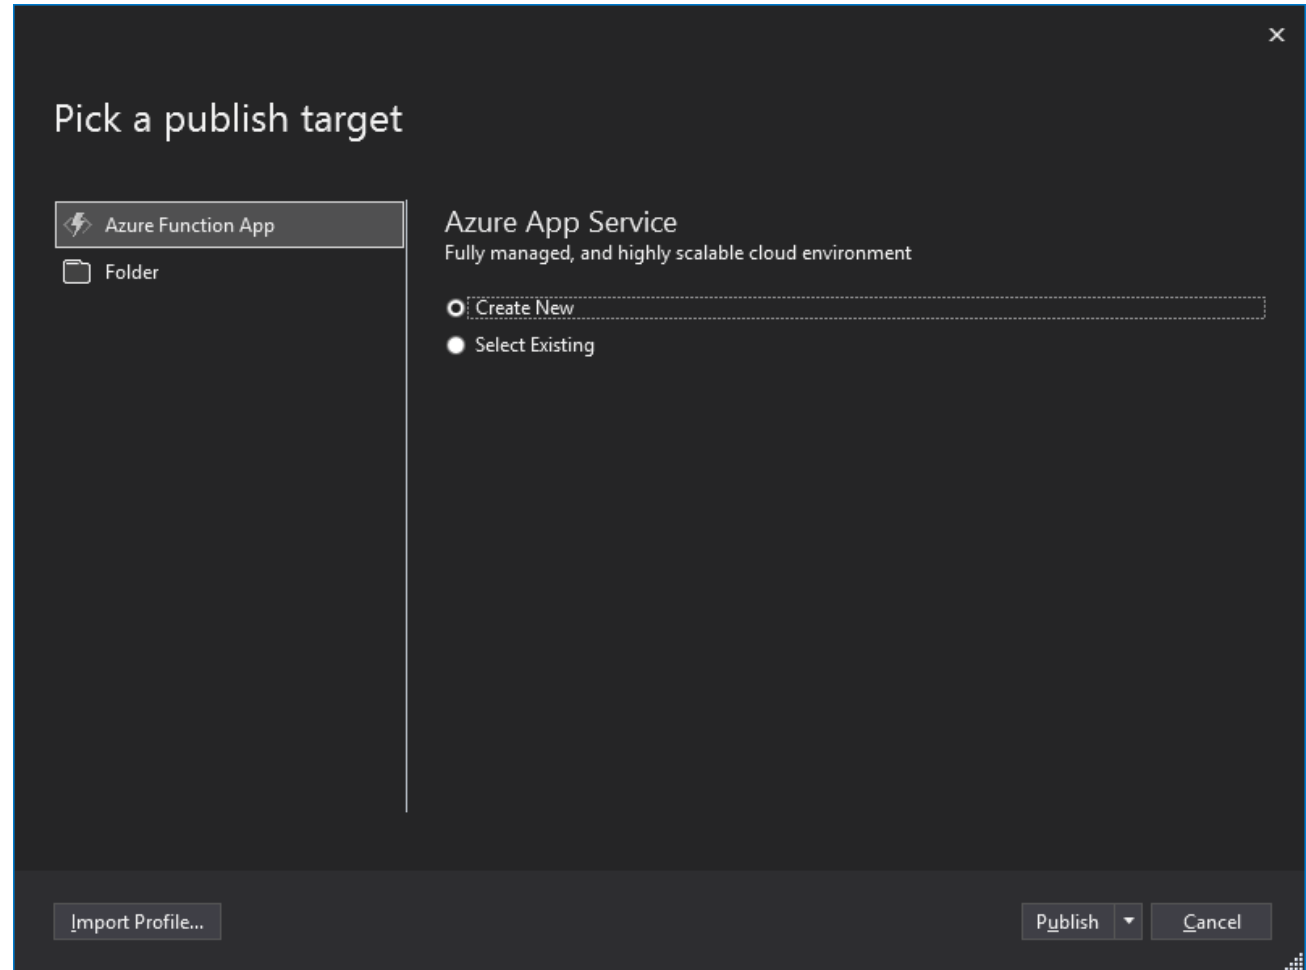 Pick a publish target
Azure Function App
Folder
Azure App Service
Fully managed, and highly scalable cloud environment
Create New
Select Existing
Import Profile...
Publish
Cancel